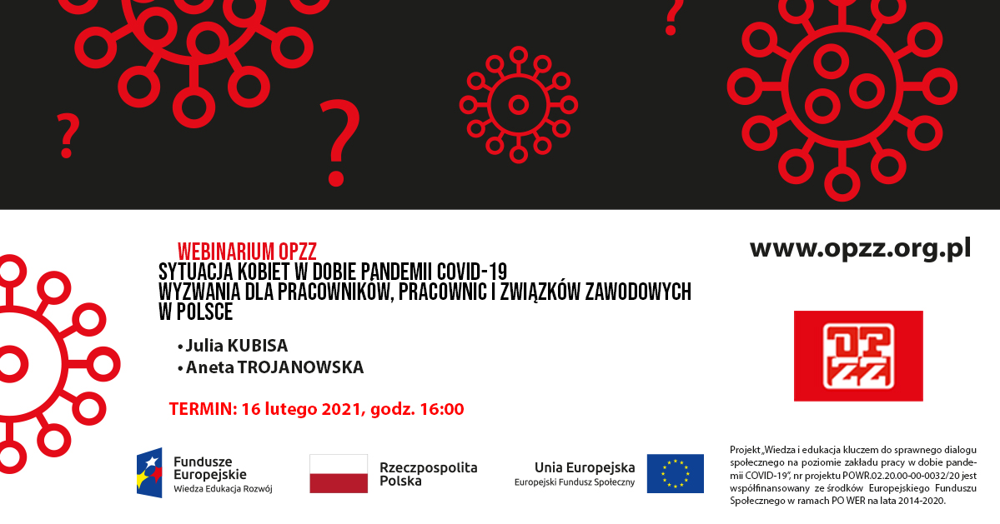 ?
?
?
WEBINARIUM OPZZ
SYTUACJA KOBIET W DOBIE PANDEMII COVID-19
WYZWANIA DLA PRACOWNIKÓW, PRACOWNIC I ZWIĄZKÓW ZAWODOWYCH
W POLSCE
• Julia KUBISA
• Aneta TROJANOWSKA
TERMIN: 16 lutego 2021, godz. 16:00
www.opzz.org.pl
OP
ZZ
Fundusze
Europejskie
Wiedza Edukacja Rozwój
Rzeczpospolita
Polska
Unia Europejska
Europejski Fundusz Społeczny
Projekt „Wiedza i edukacja kluczem do sprawnego dialogu
społecznego na poziomie zakładu pracy w dobie pande-
mii COVID-19”, nr projektu POWR.02.20.00-00-0032/20 jest
współfinansowany ze środków Europejskiego Funduszu
Społecznego w ramach PO WER na lata 2014-2020.